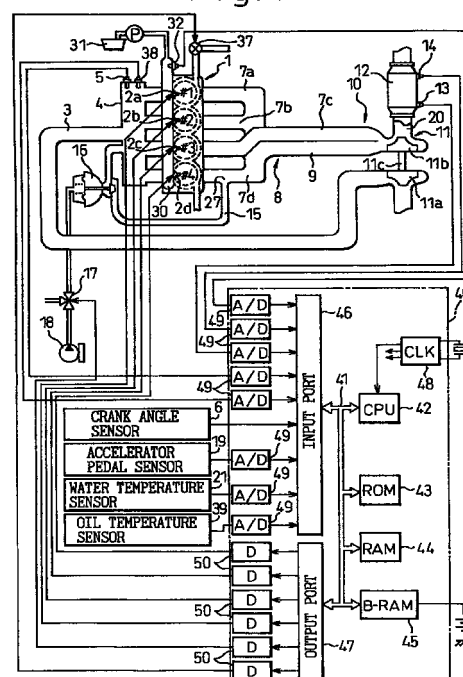 37
32
31
P
38
1
14
5
7a
12
13
4
2a
#1
10
3
2b
#2
7b
7c
20
11
2c
#3
11c
11b
16
#4
9
8
11a
30
2d
27
15
7d
17
18
A/D
46
49
A/D
49
A/D
CLK
48
A/D
49
41
A/D
6
CPU
42
CRANK ANGLE
SENSOR
INPUT PORT
19
49
ACCELERATOR
PEDAL SENSOR
A/D
21
49
WATER TEMPERATURE
SENSOR
A/D
ROM
43
39
49
OIL TEMPERATURE
SENSOR
A/D
RAM
44
D
50
D
D
50
OUTPUT PORT
B-RAM
D
45
D
47
50
D